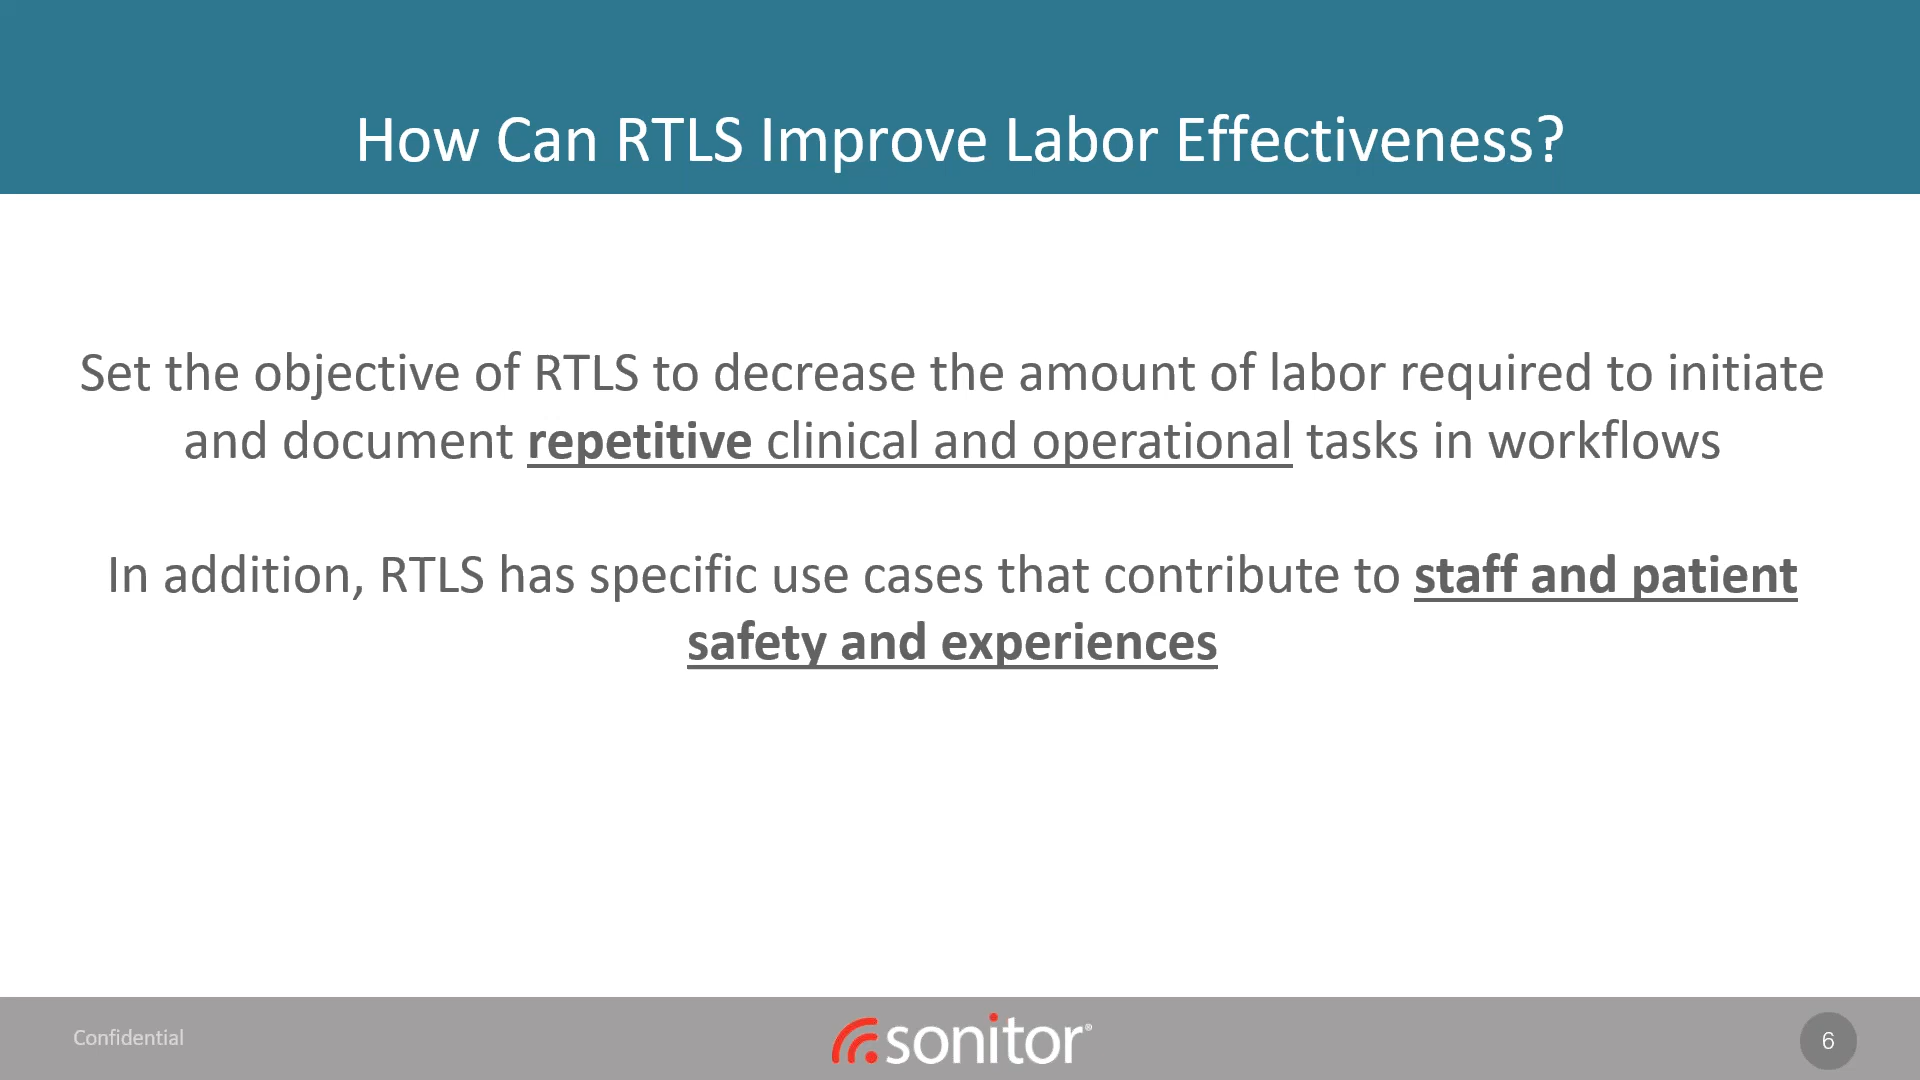 How Can RTLS Improve Labor Effectiveness?
Set the objective of RTLS to decrease the amount of labor required to initiate
and document repetitive clinical and operational tasks in workflows
In addition, RTLS has specific use cases that contribute to staff and patient
safety and experiences
Confidential
sonitor®
6